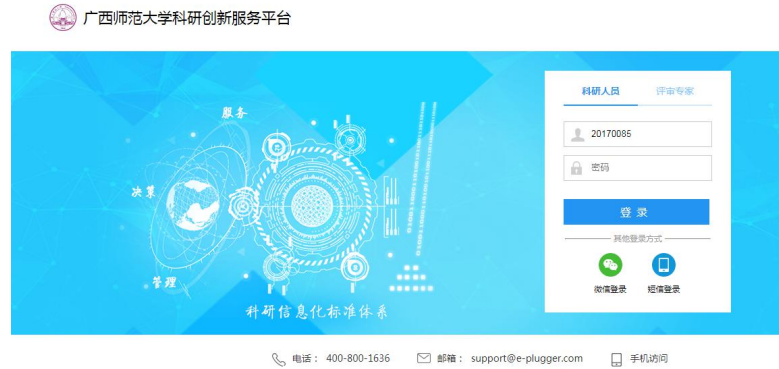 广西师范大学科研创新服务平台
服务
决策
管理
科研信息化标准体系
科研人员 评审专家
20170085
密码
登 录
其他登录方式
微信登录 短信登录
电话： 400-800-1636 邮箱： support@e-plugger.com 手机访问